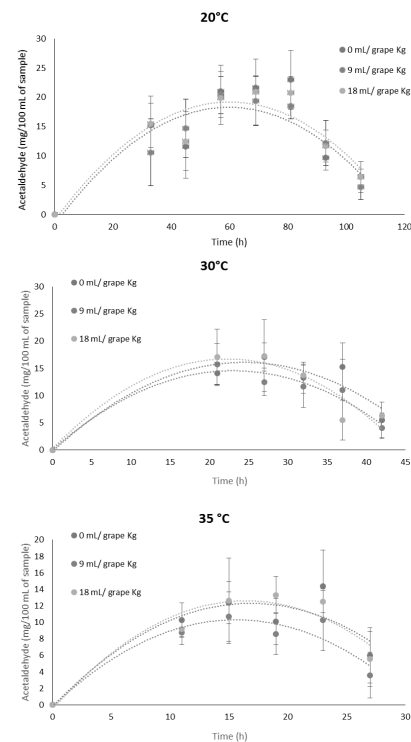 20°C
Acetaldehyde (mg/100 mL of sample)
30
25
20
15
10
5
0
0 20 40 60 80 100 120
Time (h)
0 mL/ grape Kg
9 mL/ grape Kg
18 mL/ grape Kg
30°C
Acetaldehyde (mg/100 mL of sample)
30
25
20
15
10
5
0
0 5 10 15 20 25 30 35 40 45
Time (h)
0 mL/ grape Kg
9 mL/ grape Kg
18 mL/ grape Kg
35 °C
Acetaldehyde (mg/100 mL of sample)
20
18
16
14
12
10
8
6
4
2
0
0 5 10 15 20 25 30
Time (h)
0 mL/ grape Kg
9 mL/ grape Kg
18 mL/ grape Kg